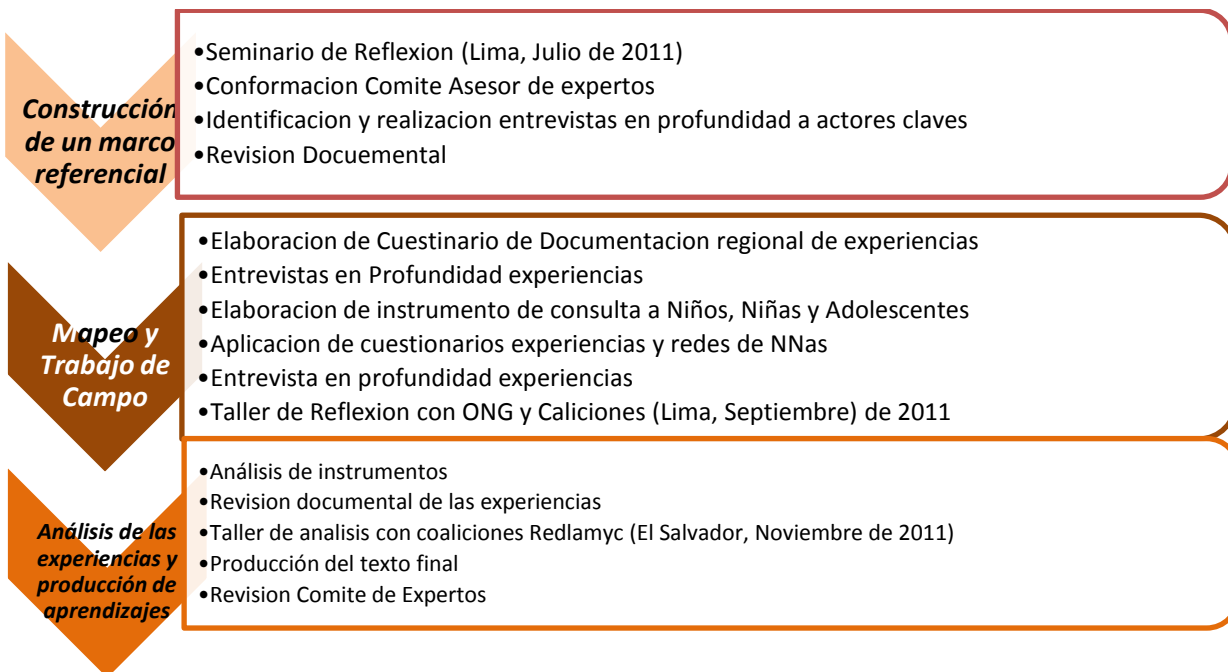 Construcción
de un marco
referencial
•Seminario de Reflexion (Lima, Julio de 2011)
•Conformacion Comite Asesor de expertos
•Identificacion y realizacion entrevistas en profundidad a actores claves
•Revision Docuemental
Mapeo y
Trabajo de
Campo
•Elaboracion de Cuestinario de Documentacion regional de experiencias
•Entrevistas en Profundidad experiencias
•Elaboracion de instrumento de consulta a Niños, Niñas y Adolescentes
•Aplicacion de cuestionarios experiencias y redes de NNas
•Entrevista en profundidad experiencias
•Taller de Reflexion con ONG y Caliciones (Lima, Septiembre) de 2011
Análisis de las
experiencias y
producción de
aprendizajes
•Análisis de instrumentos
•Revision documental de las experiencias
•Taller de analisis con coaliciones Redlamyc (El Salvador, Noviembre de 2011)
•Producción del texto final
•Revision Comite de Expertos